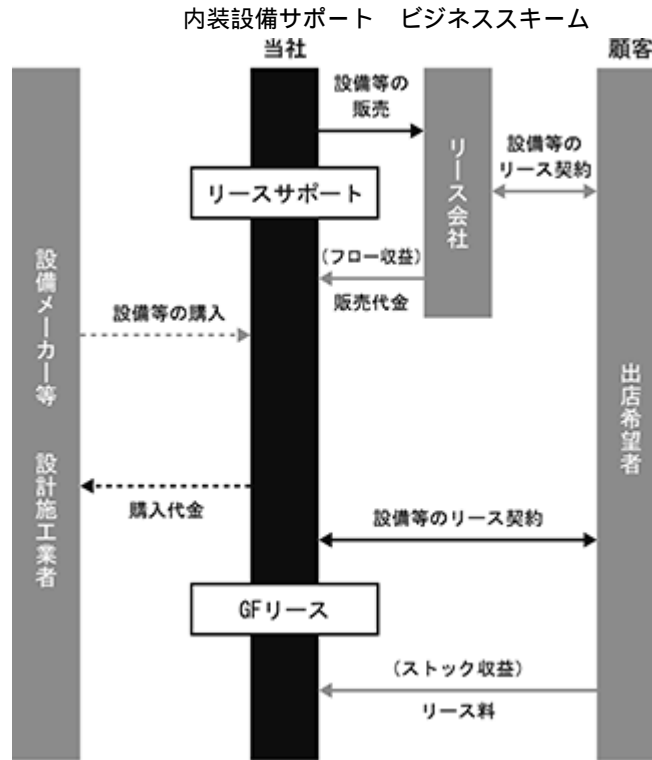 内装設備サポート　ビジネススキーム
当社
顧客
設備等の
販売
設備等の
リース契約
リースサポート
リース会社
（フロー収益）
販売代金
設備メーカー等　設計施工業者
設備等の購入
出店希望者
購入代金
設備等のリース契約
GFリース
（ストック収益）
リース料